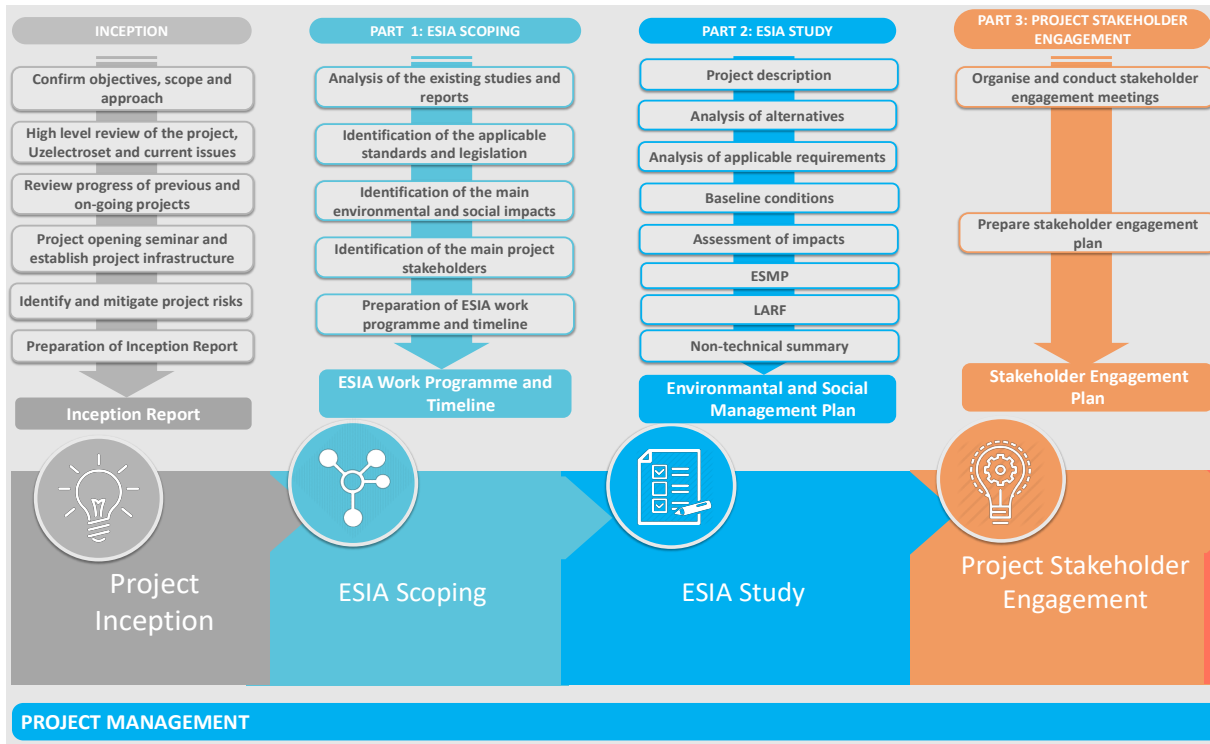 INCEPTION
Confirm objectives, scope and
approach
High level review of the project,
Uzelectroset and current issues
Review progress of previous and
on-going projects
Project opening seminar and
establish project infrastructure
Identify and mitigate project risks
Preparation of Inception Report
Inception Report
PART 1: ESIA SCOPING
Analysis of the existing studies and
reports
Identification of the applicable
standards and legislation
Identification of the main
environmental and social impacts
Identification of the main project
stakeholders
Preparation of ESIA work
programme and timeline
ESIA Work Programme and
Timeline
PART 2: ESIA STUDY
Project description
Analysis of alternatives
Analysis of applicable requirements
Baseline conditions
Assessment of impacts
ESMP
LARF
Non-technical summary
Environmantal and Social
Management Plan
PART 3: PROJECT STAKEHOLDER
ENGAGEMENT
Organise and conduct stakeholder
engagement meetings
Prepare stakeholder engagement
plan
Stakeholder Engagement
Plan
Project
Inception
ESIA Scoping
ESIA Study
Project Stakeholder
Engagement
PROJECT MANAGEMENT